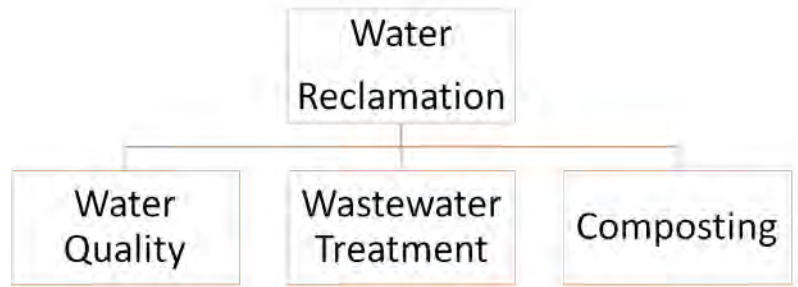 Water
Reclamation
Water
Quality
Wastewater
Treatment
Composting